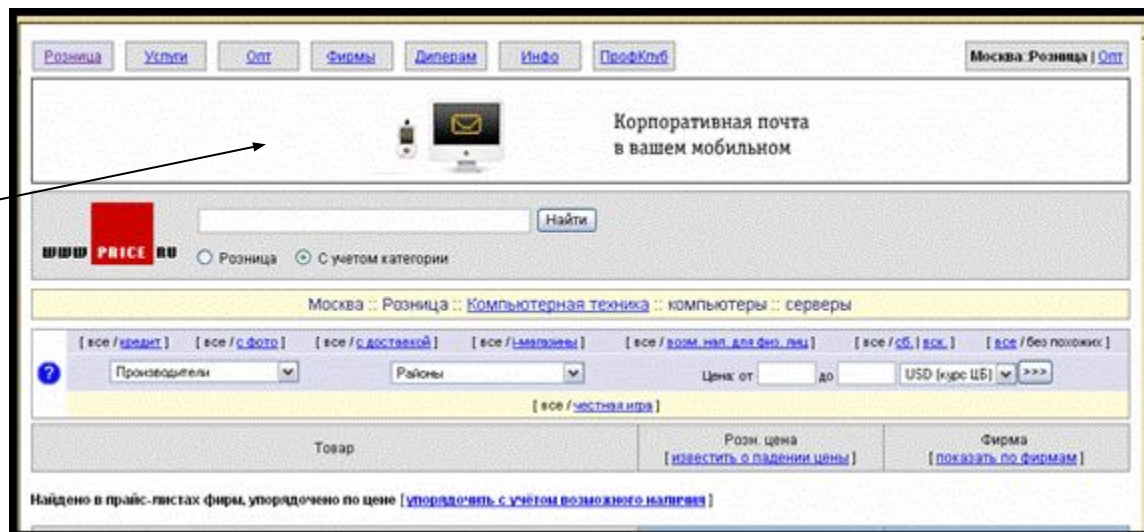 Розница Услуги Опт Фирмы Дилерам Инфо ПрофКлуб Москва::Розница | Опт
Корпоративная почта
в вашем мобильном
Найти
WWW PRICE RU
Розница С учетом категории
Москва :: Розница :: Компьютерная техника :: компьютеры :: серверы
[ все / кредит ] [ все / с фото ] [ все / с доставкой ] [ все / i-магазины ] [ все / возм. нал. для физ. лиц ] [ все / сб. | вск. ] [ все / без похожих ]
? Производители Районы Цена: от до USD (курс ЦБ) >>>
[ все / честная игра ]
Товар Розн. цена Фирма
[ известить о падении цены ] [ показать по фирмам ]
Найдено в прайс-листах фирм, упорядочено по цене [ упорядочить с учётом возможного наличия ]